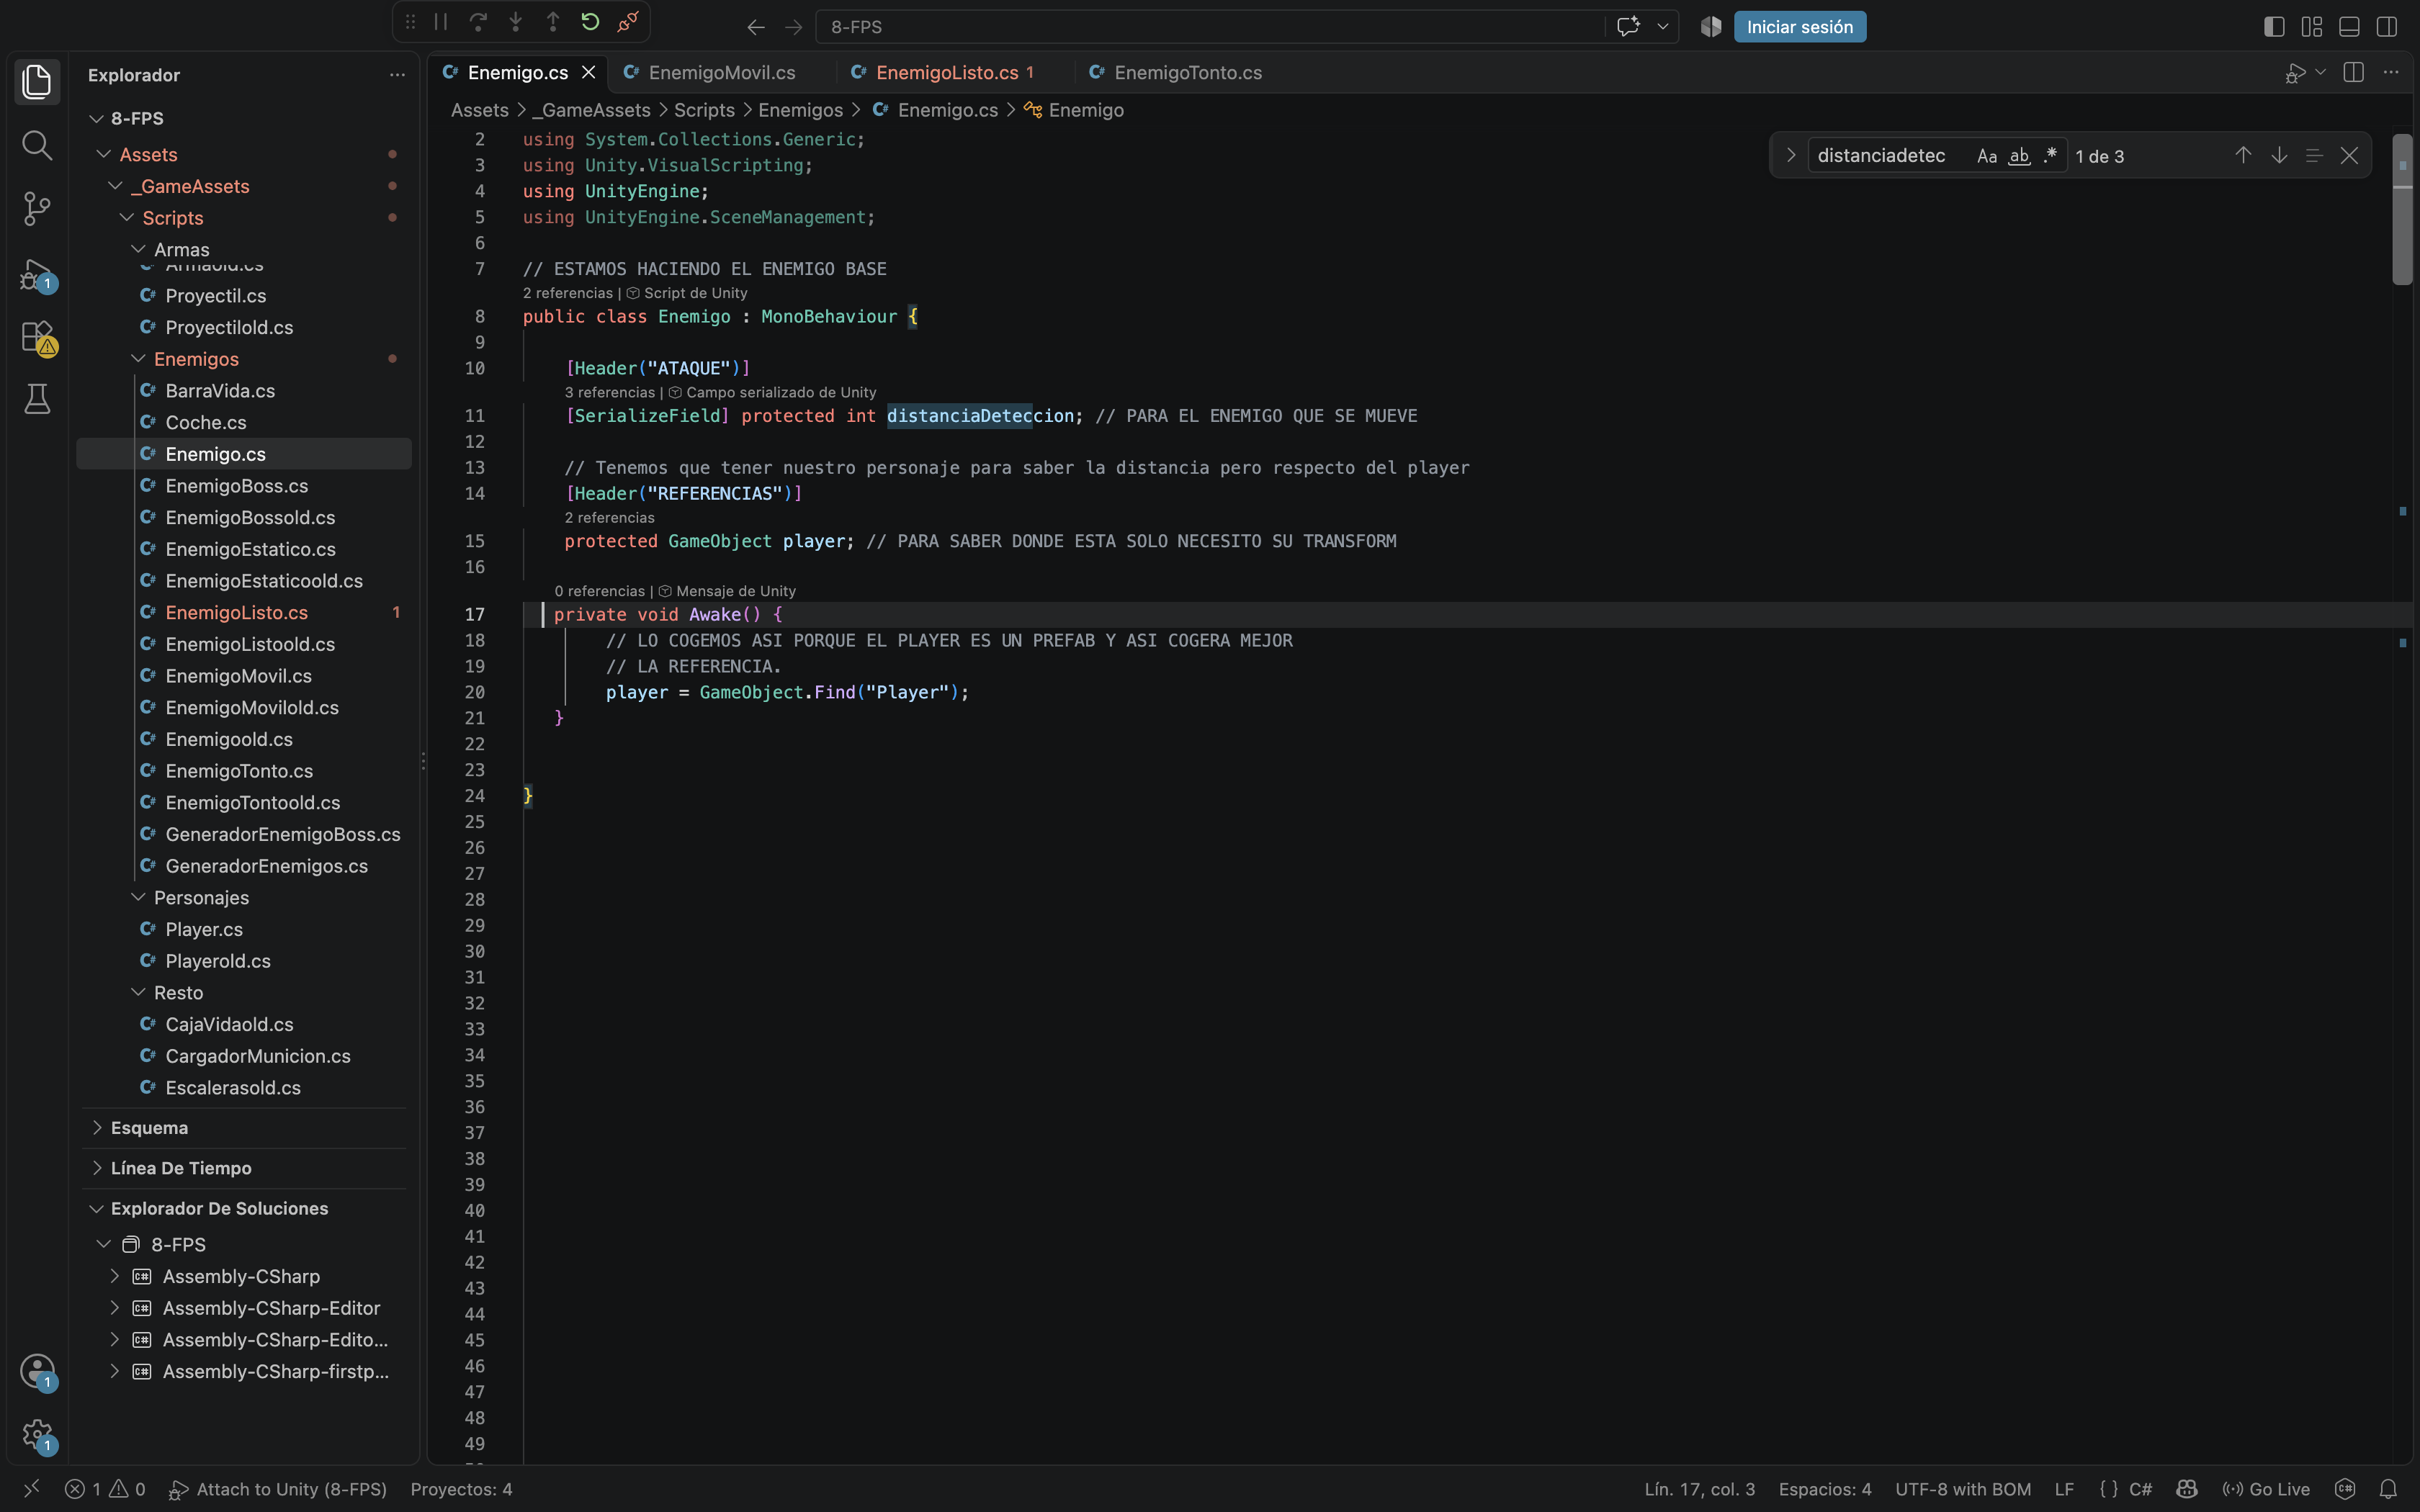 8-FPS
Iniciar sesión
Explorador
8-FPS
Assets
_GameAssets
Scripts
Armas
Armaold.cs
Proyectil.cs
Proyectilold.cs
Enemigos
BarraVida.cs
Coche.cs
Enemigo.cs
EnemigoBoss.cs
EnemigoBossold.cs
EnemigoEstatico.cs
EnemigoEstaticoold.cs
EnemigoListo.cs 1
EnemigoListoold.cs
EnemigoMovil.cs
EnemigoMovilold.cs
Enemigoold.cs
EnemigoTonto.cs
EnemigoTontoold.cs
GeneradorEnemigoBoss.cs
GeneradorEnemigos.cs
Personajes
Player.cs
Playerold.cs
Resto
CajaVidaold.cs
CargadorMunicion.cs
Escalerasold.cs
Esquema
Línea De Tiempo
Explorador De Soluciones
8-FPS
Assembly-CSharp
Assembly-CSharp-Editor
Assembly-CSharp-Edito...
Assembly-CSharp-firstp...
1
1
1
Enemigo.cs EnemigoMovil.cs EnemigoListo.cs 1 EnemigoTonto.cs
Assets > _GameAssets > Scripts > Enemigos > Enemigo.cs > Enemigo
distanciadetec Aa ab .* 1 de 3
2 using System.Collections.Generic;
3 using Unity.VisualScripting;
4 using UnityEngine;
5 using UnityEngine.SceneManagement;
6
7 // ESTAMOS HACIENDO EL ENEMIGO BASE
2 referencias | Script de Unity
8 public class Enemigo : MonoBehaviour {
9
10 [Header("ATAQUE")]
3 referencias | Campo serializado de Unity
11 [SerializeField] protected int distanciaDeteccion; // PARA EL ENEMIGO QUE SE MUEVE
12
13 // Tenemos que tener nuestro personaje para saber la distancia pero respecto del player
14 [Header("REFERENCIAS")]
2 referencias
15 protected GameObject player; // PARA SABER DONDE ESTA SOLO NECESITO SU TRANSFORM
16
0 referencias | Mensaje de Unity
17 private void Awake() {
18 // LO COGEMOS ASI PORQUE EL PLAYER ES UN PREFAB Y ASI COGERA MEJOR
19 // LA REFERENCIA.
20 player = GameObject.Find("Player");
21 }
22
23
24 }
25
26
27
28
29
30
31
32
33
34
35
36
37
38
39
40
41
42
43
44
45
46
47
48
49
1 0 Attach to Unity (8-FPS) Proyectos: 4 Lín. 17, col. 3 Espacios: 4 UTF-8 with BOM LF { } C# Go Live